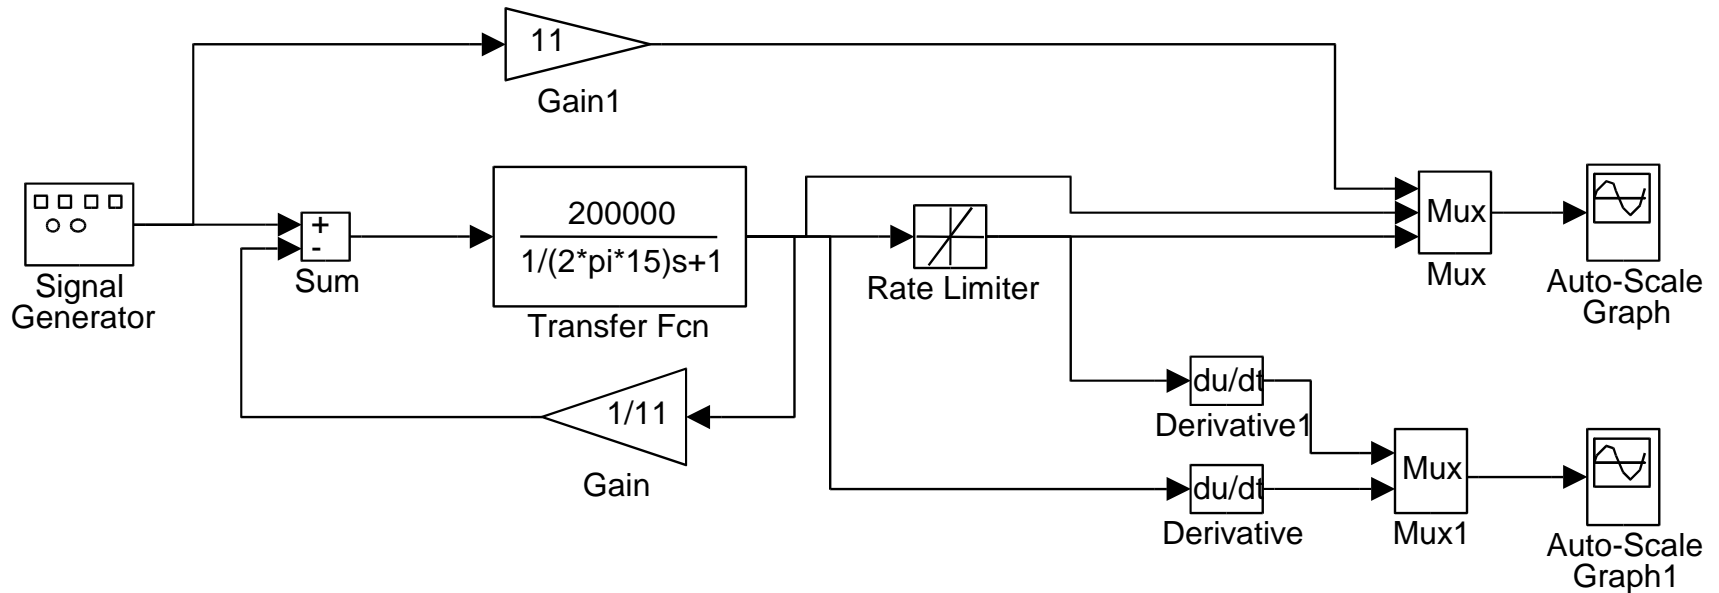 11
Gain1
Signal
Generator
+
-
Sum
200000
1/(2*pi*15)s+1
Transfer Fcn
Rate Limiter
Mux
Mux
Auto-Scale
Graph
1/11
Gain
du/dt
Derivative1
du/dt
Derivative
Mux
Mux1
Auto-Scale
Graph1